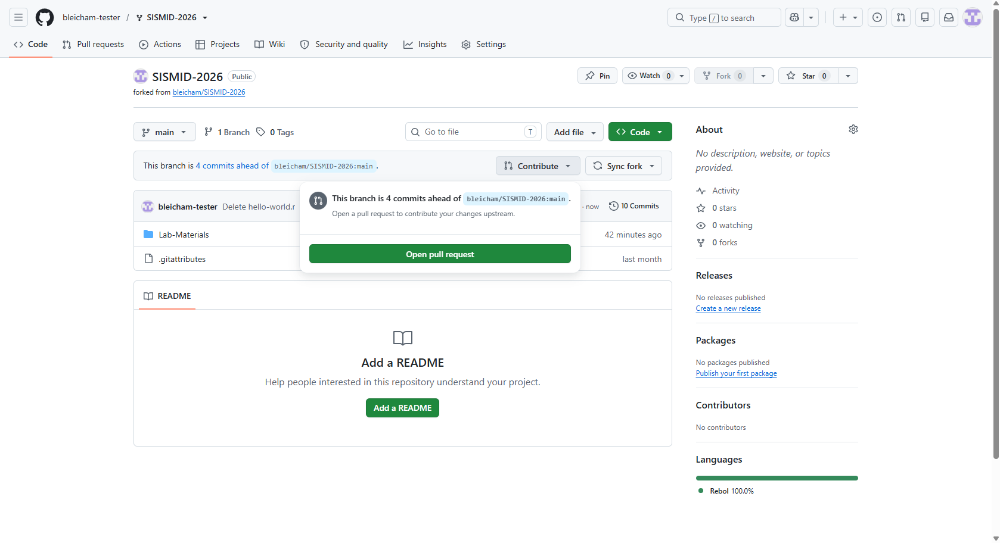 bleicham-tester / SISMID-2026
Type / to search
Code Pull requests Actions Projects Wiki Security and quality Insights Settings
SISMID-2026 Public
Pin Watch 0 Fork 0 Star 0
forked from bleicham/SISMID-2026
main 1 Branch 0 Tags
Go to file T Add file Code
This branch is 4 commits ahead of bleicham/SISMID-2026:main .
Contribute Sync fork
This branch is 4 commits ahead of bleicham/SISMID-2026:main .
Open a pull request to contribute your changes upstream.
Open pull request
bleicham-tester Delete hello-world.r · now 10 Commits
Lab-Materials 42 minutes ago
.gitattributes last month
README
Add a README
Help people interested in this repository understand your project.
Add a README
About
No description, website, or topics
provided.
Activity
0 stars
0 watching
0 forks
Releases
No releases published
Create a new release
Packages
No packages published
Publish your first package
Contributors
No contributors
Languages
Rebol 100.0%